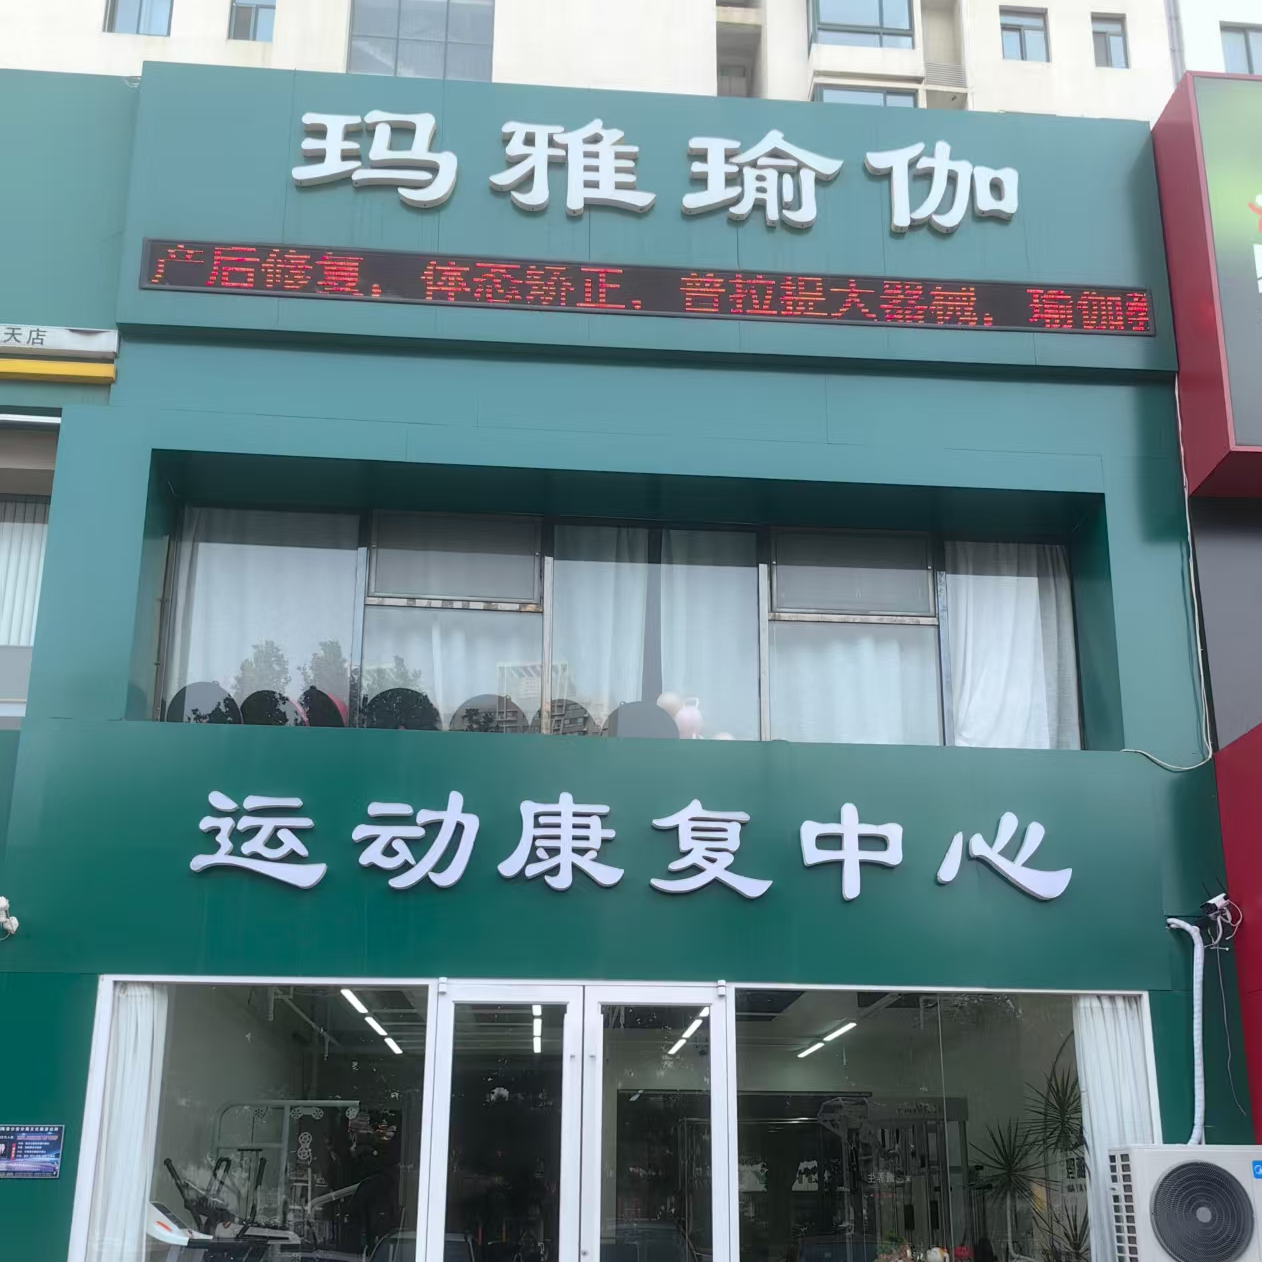 玛雅瑜伽
产后修复，体态矫正，普拉提大器械，瑜伽
天店
运动康复中心